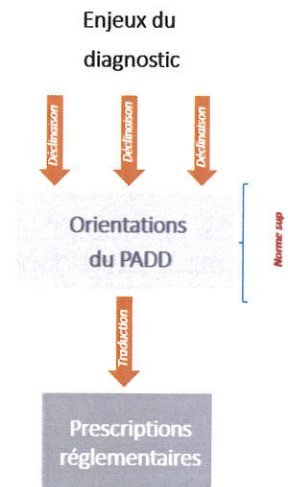 Enjeux du
diagnostic
Déclinaison
Déclinaison
Déclinaison
Orientations
du PADD
Norme sup
Traduction
Prescriptions
réglementaires